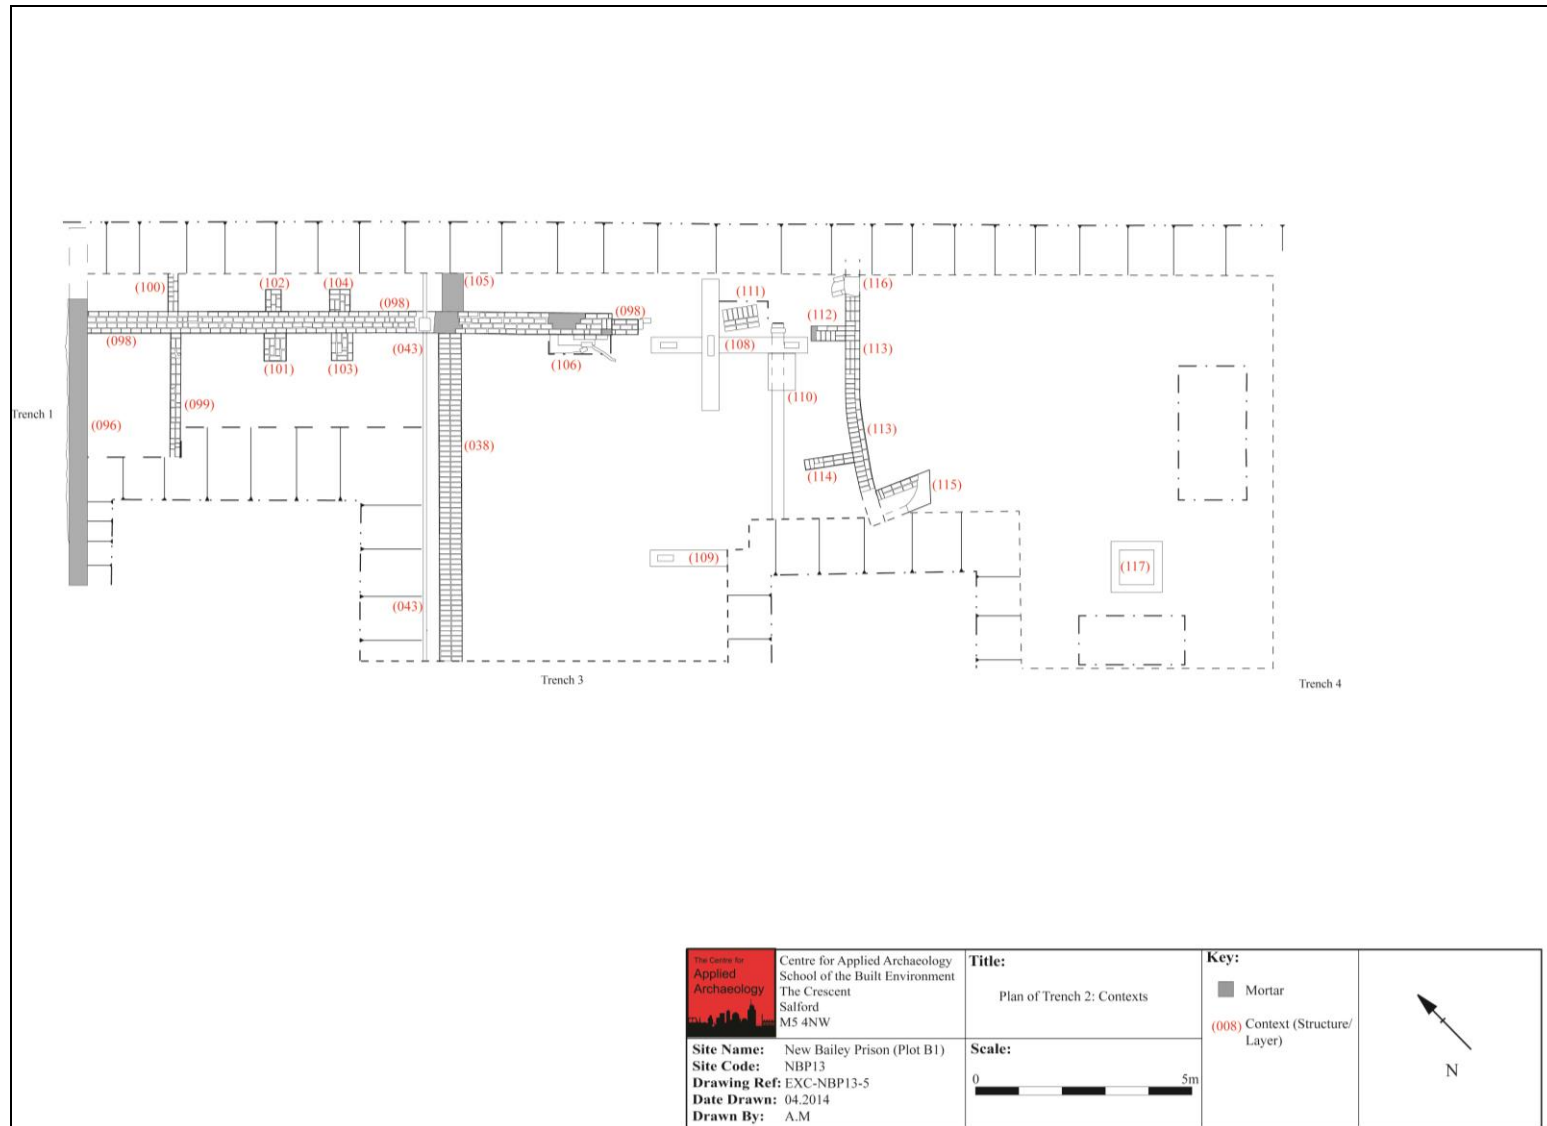 (100)
(102)
(104)
(105)
(116)
(111)
(098)
(098)
(112)
(098)
(043)
(108)
(113)
(101)
(103)
(106)
(110)
(099)
Trench 1
(096)
(113)
(038)
(114)
(115)
(109)
(117)
(043)
Trench 3
Trench 4
The Centre for
Applied
Archaeology
Centre for Applied Archaeology
School of the Built Environment
The Crescent
Salford
M5 4NW
Title:
Plan of Trench 2: Contexts
Key:
Mortar
(008) Context (Structure/
Layer)
N
Site Name: New Bailey Prison (Plot B1)
Site Code: NBP13
Drawing Ref: EXC-NBP13-5
Date Drawn: 04.2014
Drawn By: A.M
Scale:
0 5m